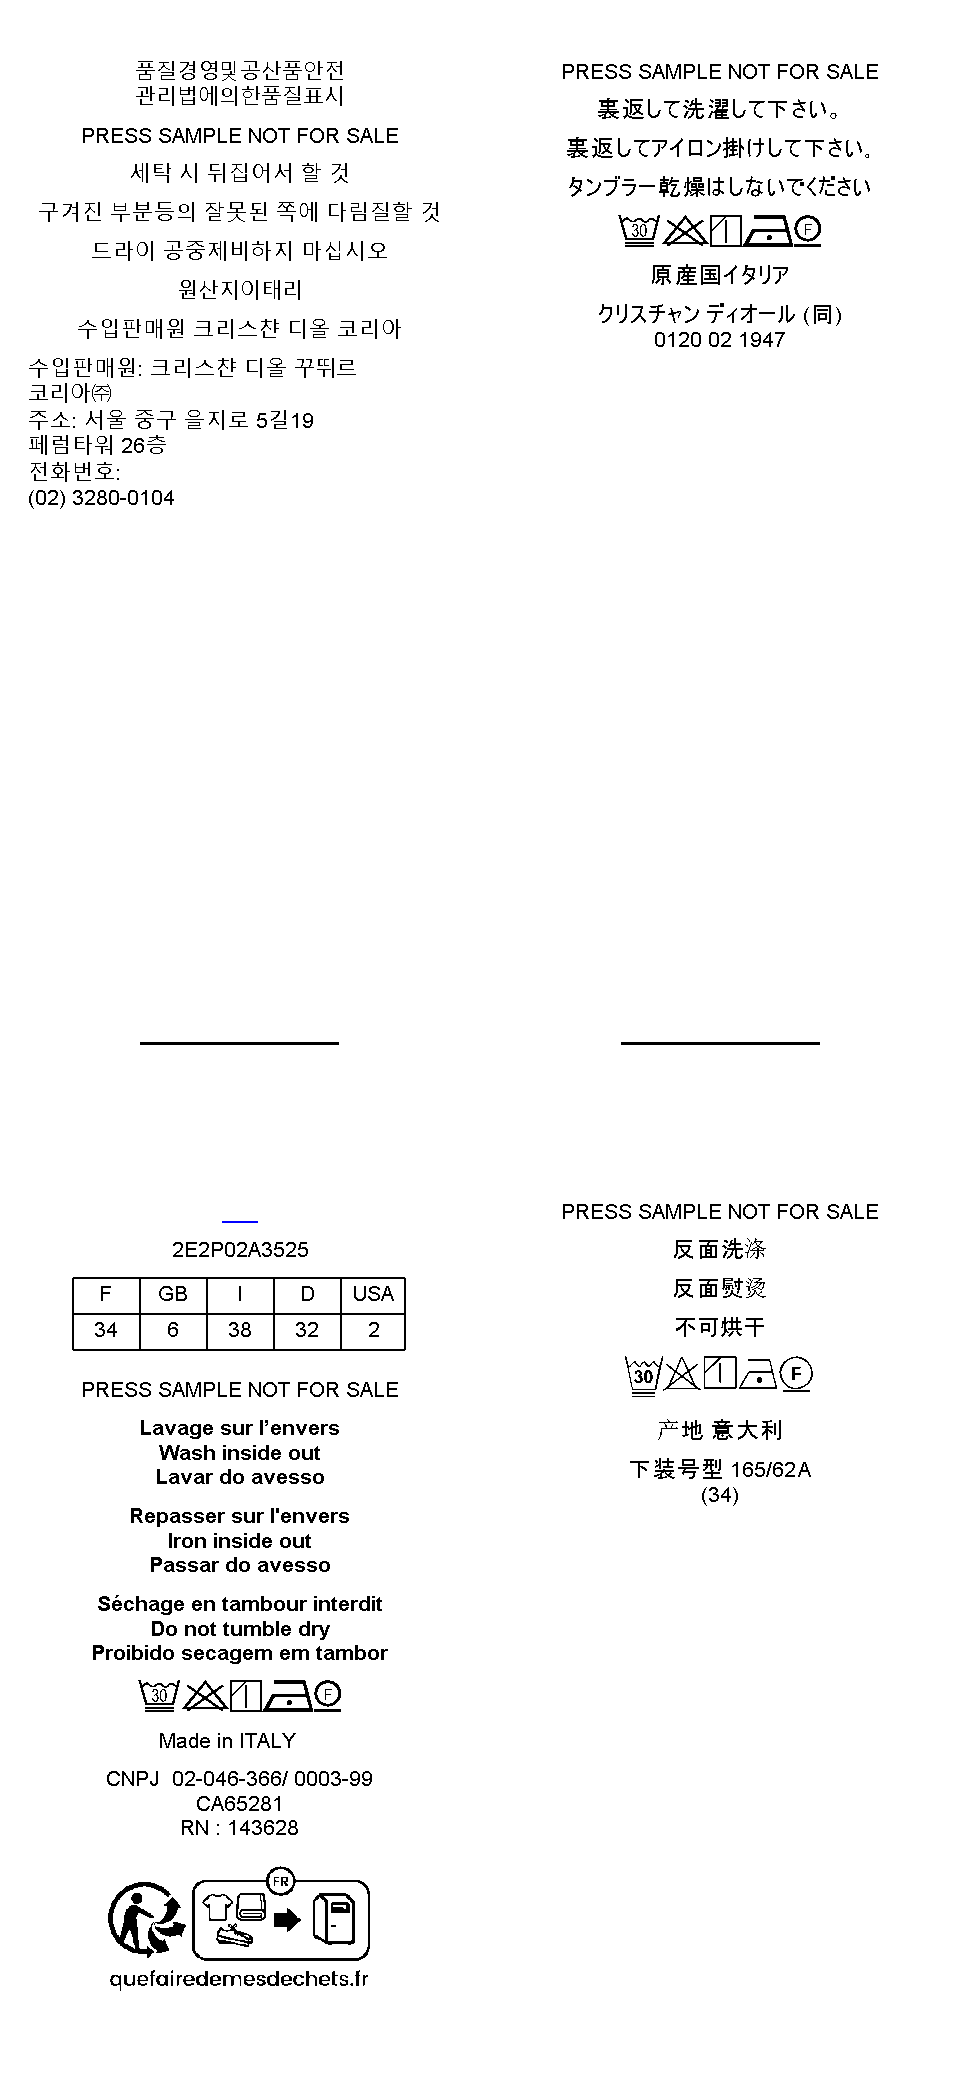 품질경영및공산품안전
관리법에의한품질표시
PRESS SAMPLE NOT FOR SALE
세탁 시 뒤집어서 할 것
구겨진 부분등의 잘못된 쪽에 다림질할 것
드라이 공중제비하지 마십시오
원산지이태리
수입판매원 크리스챤 디올 코리아
수입판매원: 크리스챤 디올 꾸뛰르
코리아㈜
주소: 서울 중구 을지로 5길19
페럼타워 26층
전화번호:
(02) 3280-0104
PRESS SAMPLE NOT FOR SALE
裏返して洗濯して下さい。
裏返してアイロン掛けして下さい。
タンブラー乾燥はしないでください
30 F
原産国イタリア
クリスチャン ディオール (同)
0120 02 1947
2E2P02A3525
F GB I D USA
34 6 38 32 2
PRESS SAMPLE NOT FOR SALE
Lavage sur l’envers
Wash inside out
Lavar do avesso
Repasser sur l'envers
Iron inside out
Passar do avesso
Séchage en tambour interdit
Do not tumble dry
Proibido secagem em tambor
30 F
Made in ITALY
CNPJ 02-046-366/ 0003-99
CA65281
RN : 143628
FR
quefairedemesdechets.fr
PRESS SAMPLE NOT FOR SALE
反面洗涤
反面熨烫
不可烘干
30 F
产地 意大利
下装号型 165/62A
(34)